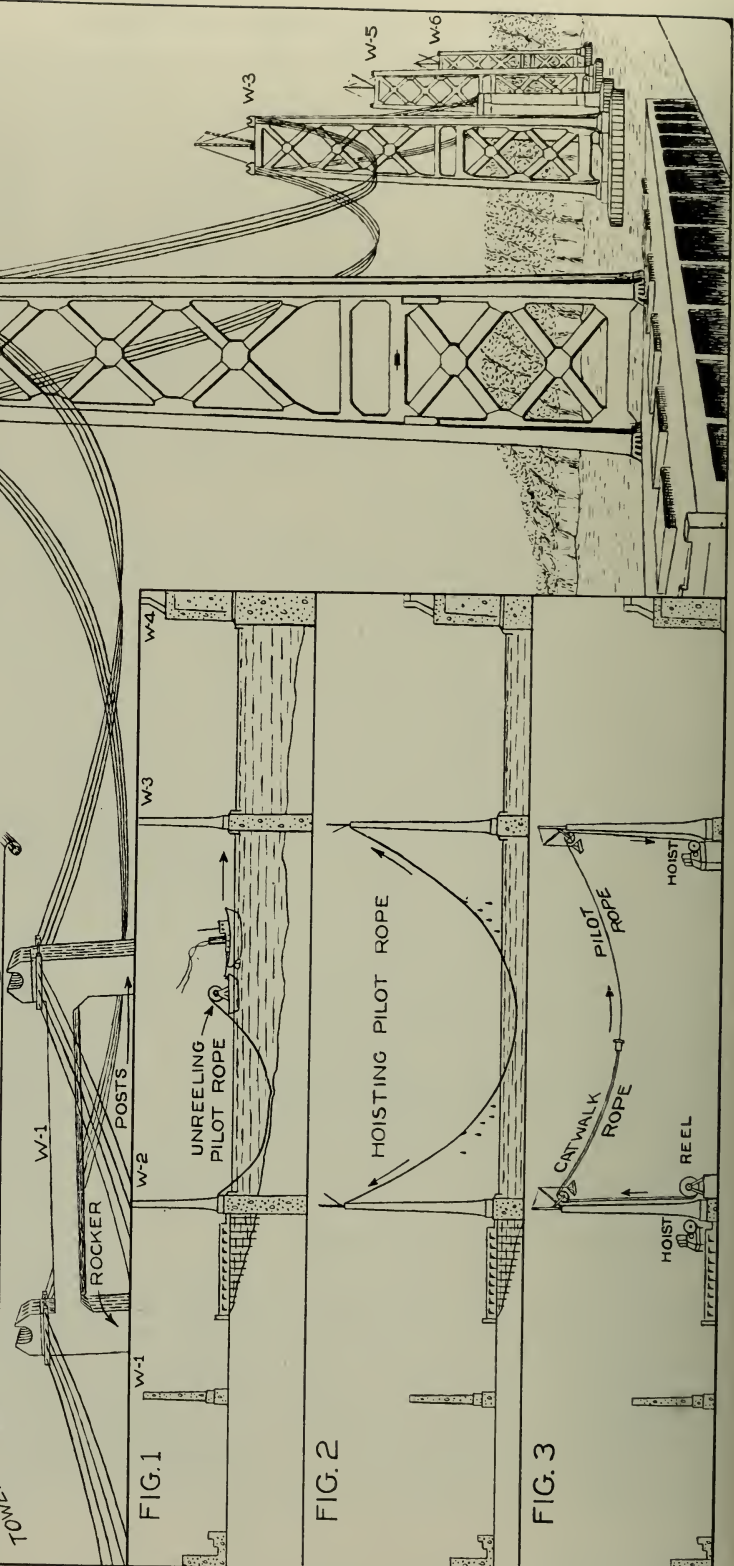 W-3
W-5
W-6
W-1
POSTS
ROCKER
FIG. 1
W-1
W-2
UNREELING
PILOT ROPE
W-3
W-4
FIG. 2
HOISTING PILOT ROPE
FIG. 3
HOIST
REEL
CATWALK
ROPE
PILOT
ROPE
HOIST